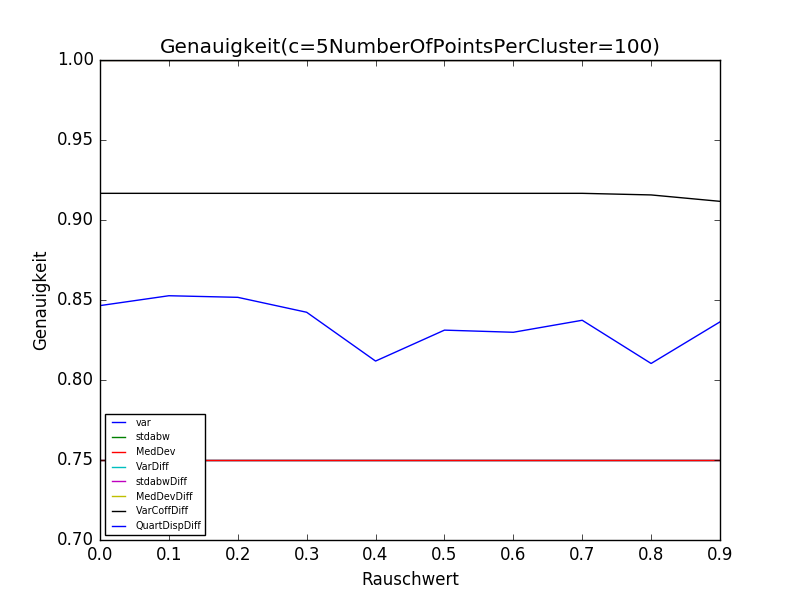 Genauigkeit(c=5NumberOfPointsPerCluster=100)
1.00
0.95
0.90
0.85
0.80
0.75
0.70
Genauigkeit
var
stdabw
MedDev
VarDiff
stdabwDiff
MedDevDiff
VarCoffDiff
QuartDispDiff
0.0 0.1 0.2 0.3 0.4 0.5 0.6 0.7 0.8 0.9
Rauschwert